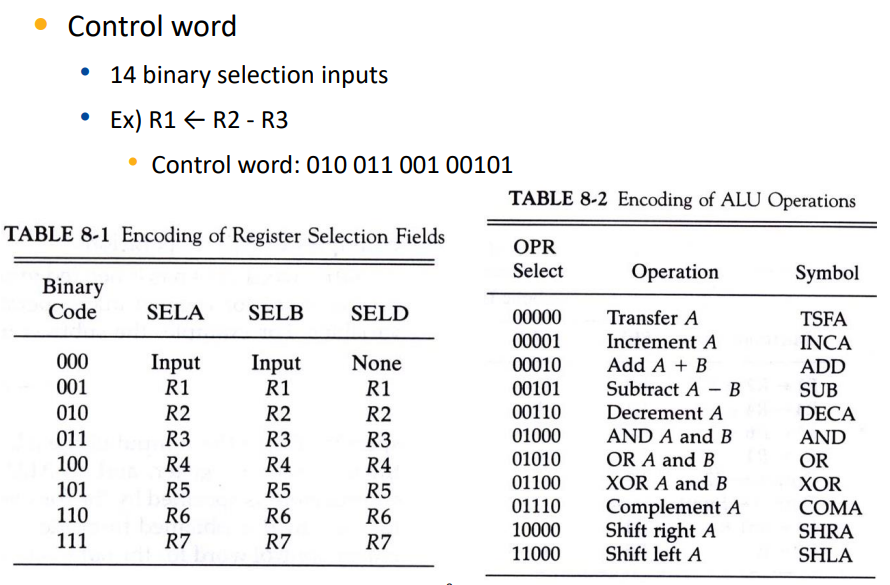 Control word
14 binary selection inputs
Ex) R1 ← R2 - R3
Control word: 010 011 001 00101
TABLE 8-1 Encoding of Register Selection Fields
Binary
Code SELA SELB SELD
000 Input Input None
001 R1 R1 R1
010 R2 R2 R2
011 R3 R3 R3
100 R4 R4 R4
101 R5 R5 R5
110 R6 R6 R6
111 R7 R7 R7
TABLE 8-2 Encoding of ALU Operations
OPR
Select Operation Symbol
00000 Transfer A TSFA
00001 Increment A INCA
00010 Add A + B ADD
00101 Subtract A − B SUB
00110 Decrement A DECA
01000 AND A and B AND
01010 OR A and B OR
01100 XOR A and B XOR
01110 Complement A COMA
10000 Shift right A SHRA
11000 Shift left A SHLA